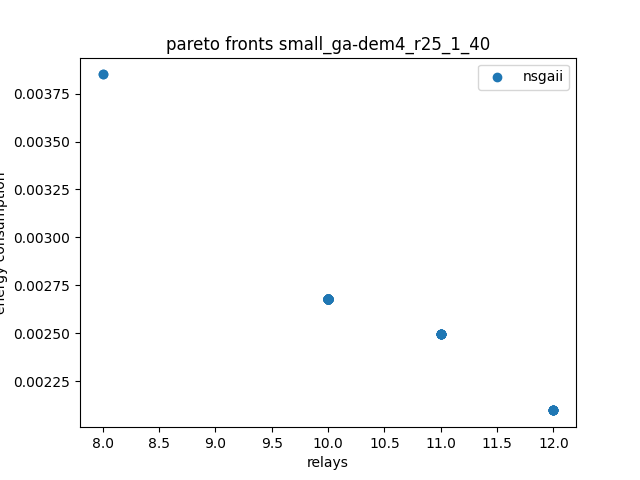 pareto fronts small_ga-dem4_r25_1_40
nsgaii
0.00375
0.00350
0.00325
0.00300
0.00275
0.00250
0.00225
energy consumption
8.0 8.5 9.0 9.5 10.0 10.5 11.0 11.5 12.0
relays